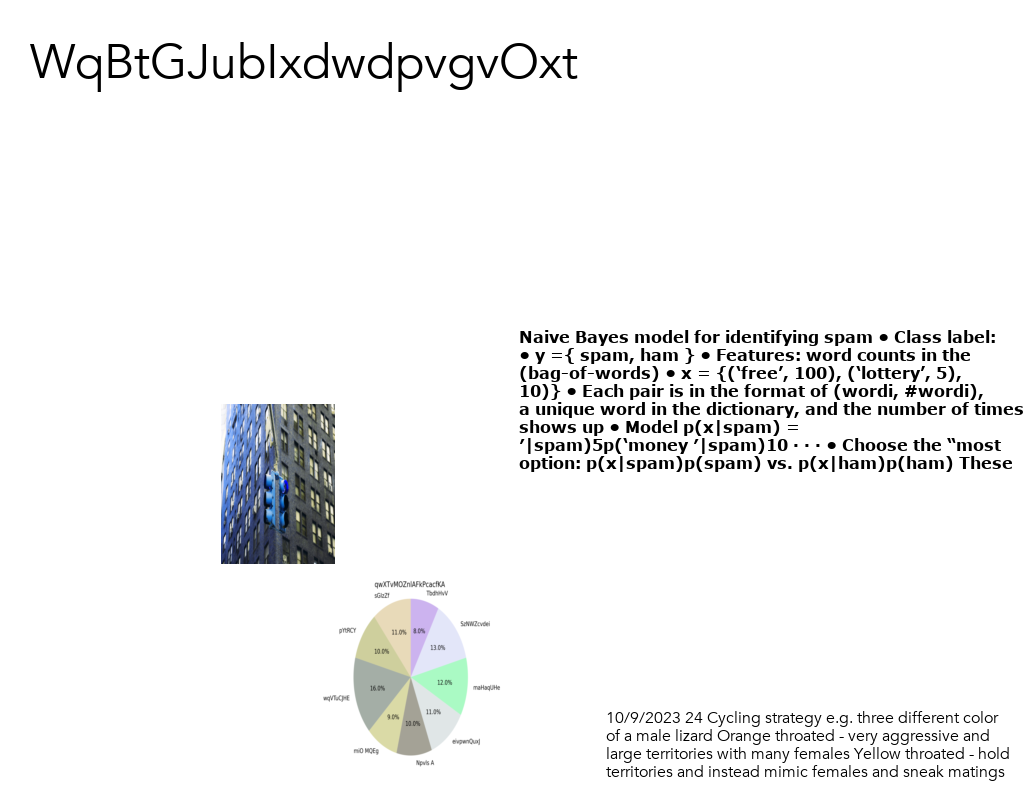 WqBtGJubIxdwdpvgvOxt
Naive Bayes model for identifying spam • Class label:
• y ={ spam, ham } • Features: word counts in the
(bag-of-words) • x = {(‘free’, 100), (‘lottery’, 5),
10)} • Each pair is in the format of (wordi, #wordi),
a unique word in the dictionary, and the number of times
shows up • Model p(x|spam) =
’|spam)5p(‘money ’|spam)10 · · · • Choose the “most
option: p(x|spam)p(spam) vs. p(x|ham)p(ham) These
qwXTvMOZnIAFkPcacfKA
sGlzZf
TbdhHvV
pYtRCY
SzNWZcvdei
11.0%
8.0%
10.0%
13.0%
16.0%
12.0%
maHaqUHe
wqVTuCJHE
9.0%
10.0%
11.0%
eivpwnQuxJ
miO MQEg
Npvls A
10/9/2023 24 Cycling strategy e.g. three different color
of a male lizard Orange throated - very aggressive and
large territories with many females Yellow throated - hold
territories and instead mimic females and sneak matings